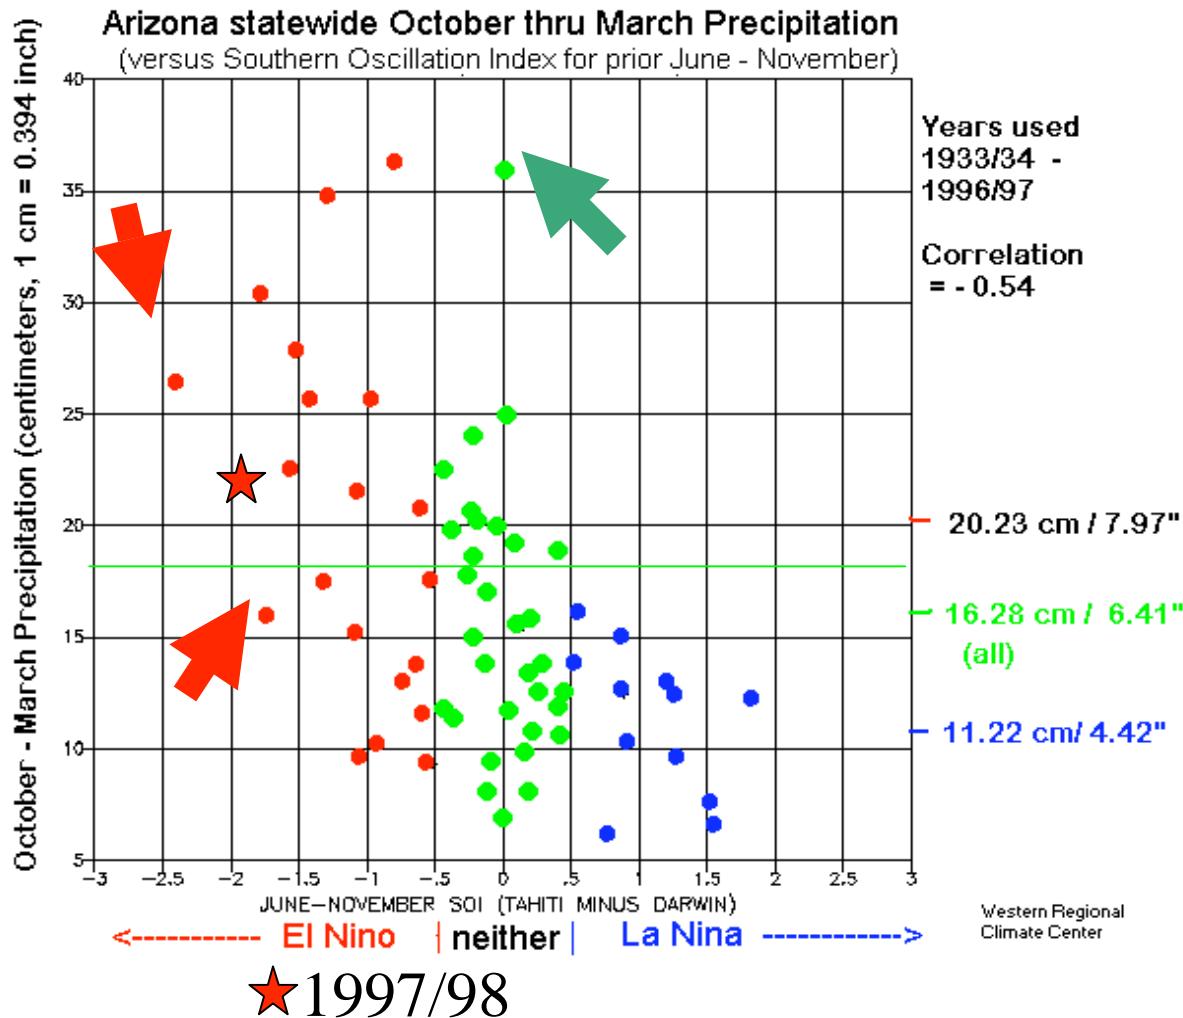 Arizona statewide October thru March Precipitation
(versus Southern Oscillation Index for prior June - November)
October - March Precipitation (centimeters, 1 cm = 0.394 inch)
40
35
30
25
20
15
10
5
Years used
1933/34 -
1996/97
Correlation
= - 0.54
20.23 cm / 7.97"
16.28 cm / 6.41"
(all)
11.22 cm/ 4.42"
-3 -2.5 -2 -1.5 -1 -.5 0 .5 1 1.5 2 2.5 3
JUNE-NOVEMBER SOI (TAHITI MINUS DARWIN)
<------------ El Nino | neither | La Nina ------------>
Western Regional
Climate Center
1997/98